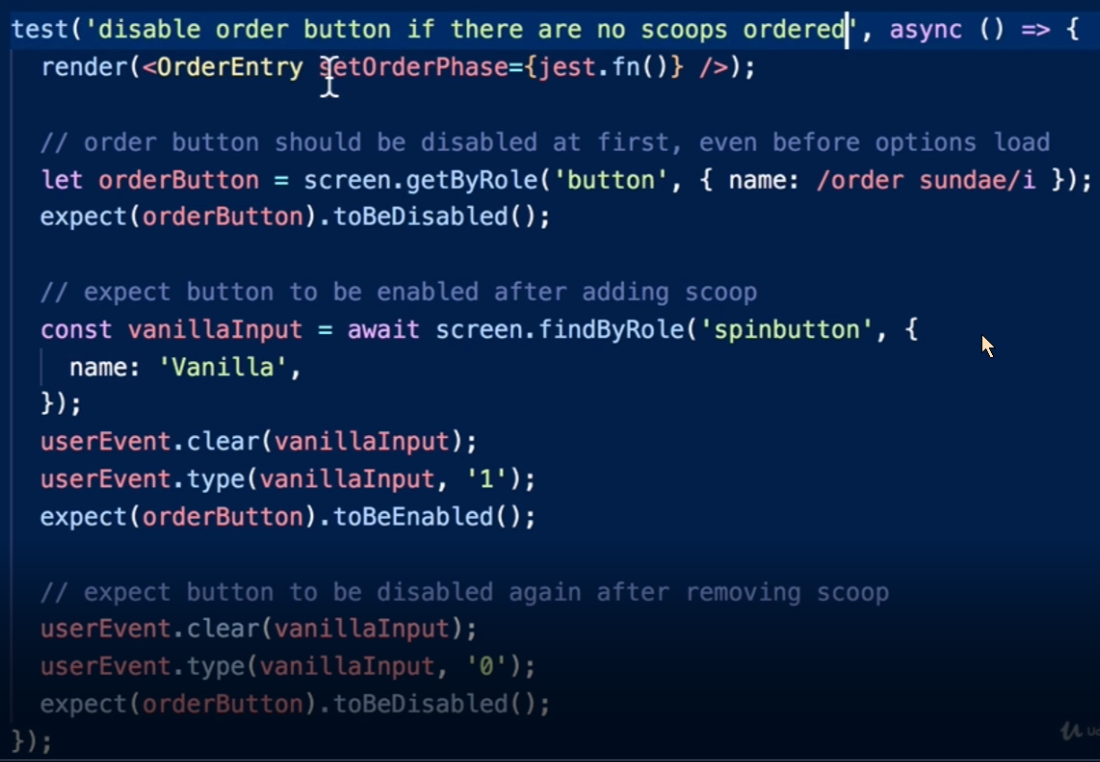 test('disable order button if there are no scoops ordered', async () => {
  render(<OrderEntry setOrderPhase={jest.fn()} />);

  // order button should be disabled at first, even before options load
  let orderButton = screen.getByRole('button', { name: /order sundae/i });
  expect(orderButton).toBeDisabled();

  // expect button to be enabled after adding scoop
  const vanillaInput = await screen.findByRole('spinbutton', {
    name: 'Vanilla',
  });
  userEvent.clear(vanillaInput);
  userEvent.type(vanillaInput, '1');
  expect(orderButton).toBeEnabled();

  // expect button to be disabled again after removing scoop
  userEvent.clear(vanillaInput);
  userEvent.type(vanillaInput, '0');
  expect(orderButton).toBeDisabled();
});